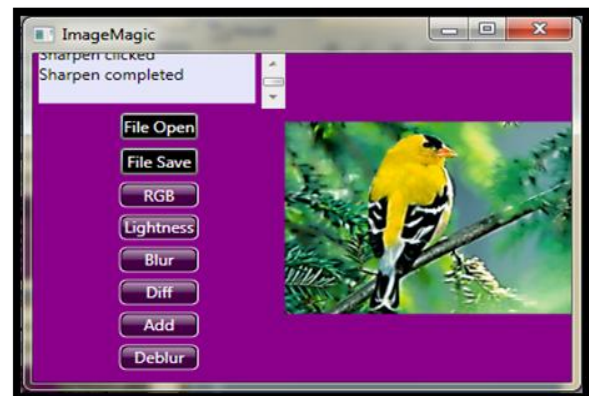 ImageMagic
Sharpen clicked
Sharpen completed
File Open
File Save
RGB
Lightness
Blur
Diff
Add
Deblur